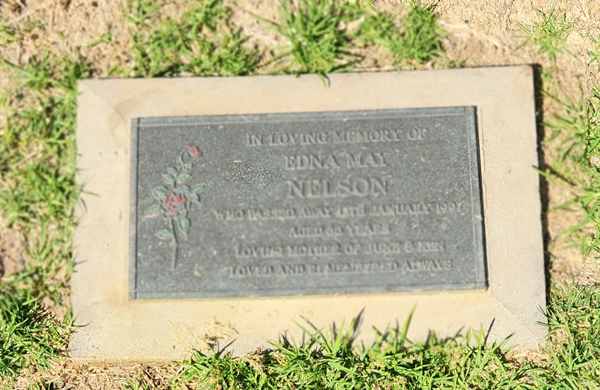 IN LOVING MEMORY OF
EDNA MAY
NELSON
WHO PASSED AWAY JANUARY
AGED YEARS
LOVING MOTHER OF JUNE & KEN
LOVED AND REMEMBERED ALWAYS